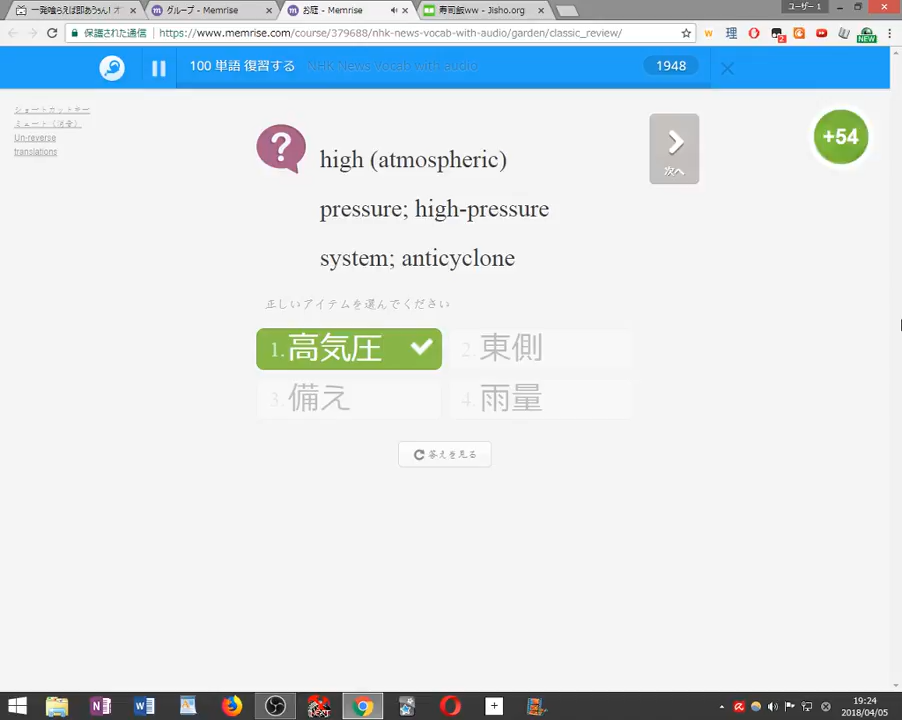 一発喰らえば即あうぅん!
グループ - Memrise
お庭 - Memrise
寿司飯ww - Jisho.org
ユーザー 1
保護された通信
https://www.memrise.com/course/379688/nhk-news-vocab-with-audio/garden/classic_review/
100 単語 復習する
NHK News Vocab with audio
1948
ショートカットキー
ミュート (発音)
Un-reverse
translations
high (atmospheric)
pressure; high-pressure
system; anticyclone
次へ
+54
正しいアイテムを選んでください
1. 高気圧
2. 東側
3. 備え
4. 雨量
答えを見る
19:24
2018/04/05